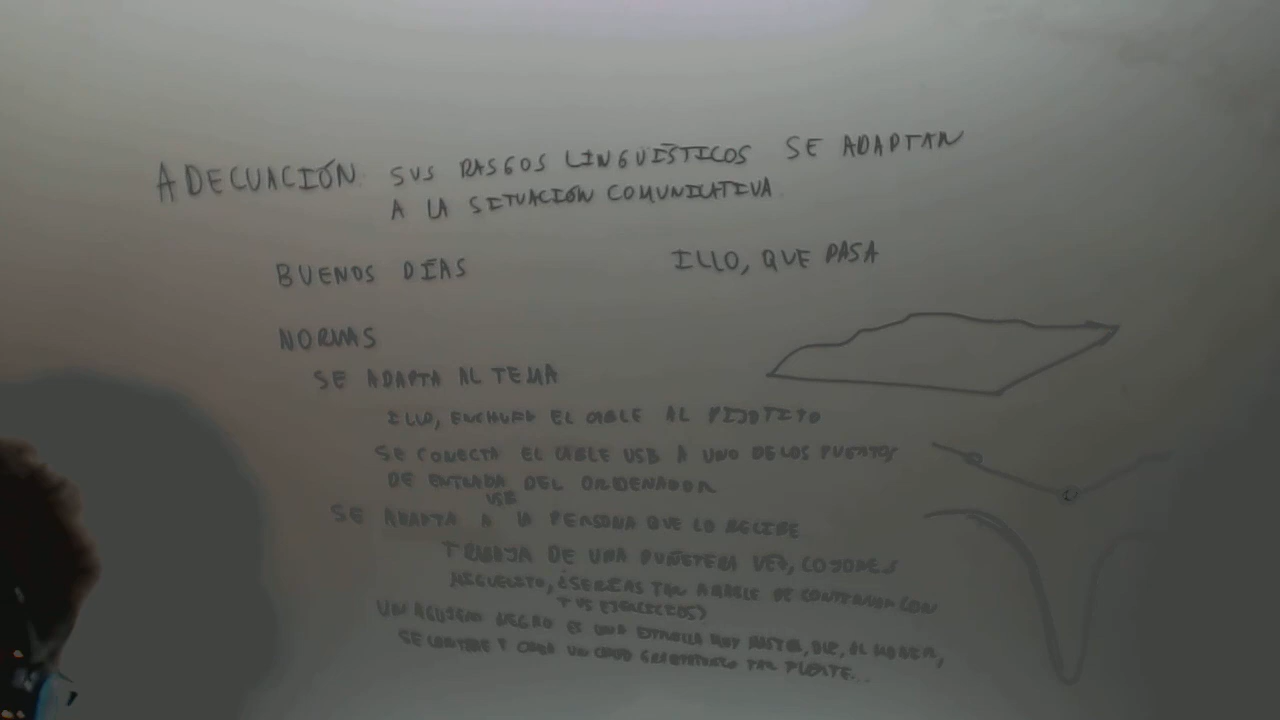 ADECUACIÓN SUS RASGOS LINGÜÍSTICOS SE ADAPTAN
A LA SITUACIÓN COMUNICATIVA
BUENOS DÍAS ILLO, QUE PASA
NORMAS
SE ADAPTA AL TEMA
ILLO, ENCHUFA EL CABLE AL PIJOTITO
SE CONECTA EL CABLE USB A UNO DE LOS PUERTOS
DE ENTRADA DEL ORDENADOR
USB
SE ADAPTA A LA PERSONA QUE LO RECIBE
TRABAJA DE UNA PUÑETERA VEZ, COJONES
MIGUELITO, ¿SERÍAS TAN AMABLE DE CONTINUAR CON
TUS EJERCICIOS?
UN AGUJERO NEGRO ES UNA ESTRELLA MUY MASIVA, QUE, AL MORIR,
SE CONTRAE Y CREA UN CAMPO GRAVITATORIO TAN POTENTE...